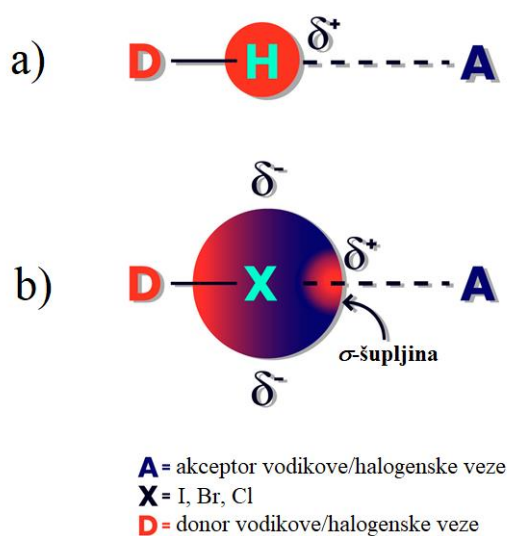 a) D H δ+ A
δ-
b) D X δ+ A
σ-šupljina
δ-
A = akceptor vodikove/halogenske veze
X = I, Br, Cl
D = donor vodikove/halogenske veze